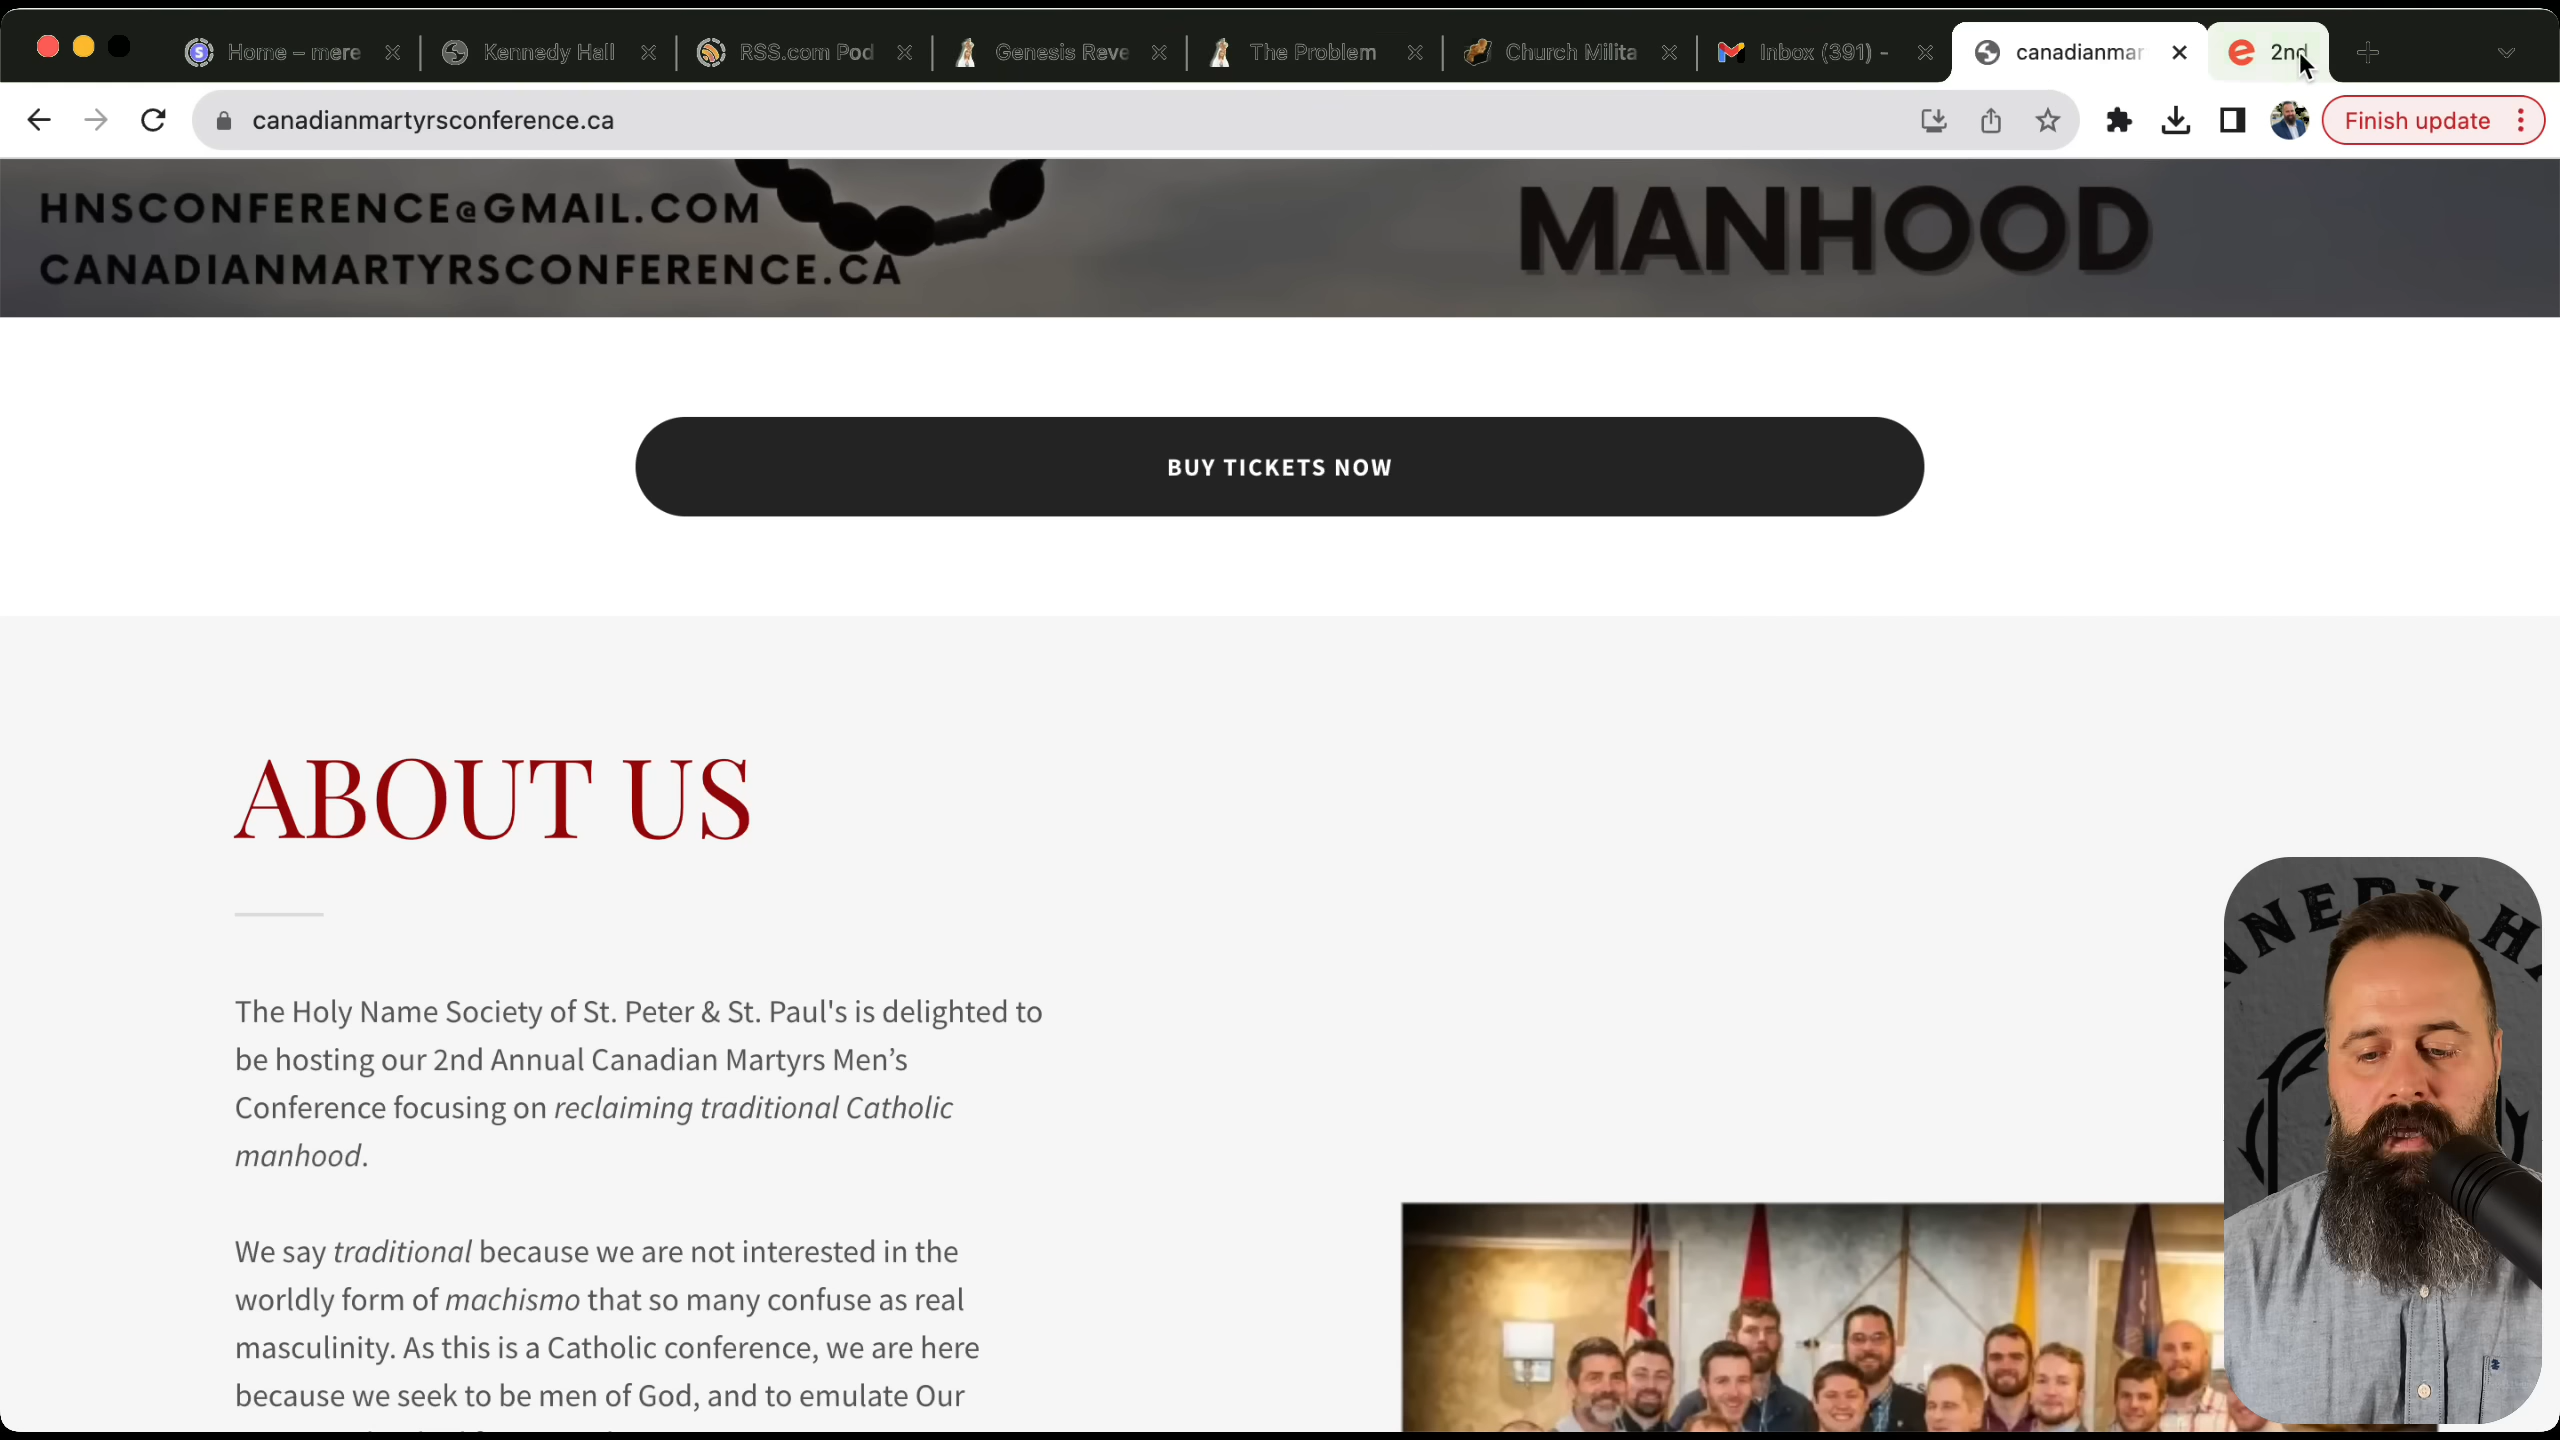 Home – mere
Kennedy Hall
RSS.com Pod
Genesis Reve
The Problem
Church Milita
Inbox (391) -
canadianmar
2nd
canadianmartyrsconference.ca
Finish update
HNSCONFERENCE@GMAIL.COM
CANADIANMARTYRSCONFERENCE.CA
MANHOOD
BUY TICKETS NOW
ABOUT US
The Holy Name Society of St. Peter & St. Paul's is delighted to
be hosting our 2nd Annual Canadian Martyrs Men’s
Conference focusing on reclaiming traditional Catholic
manhood.
We say traditional because we are not interested in the
worldly form of machismo that so many confuse as real
masculinity. As this is a Catholic conference, we are here
because we seek to be men of God, and to emulate Our